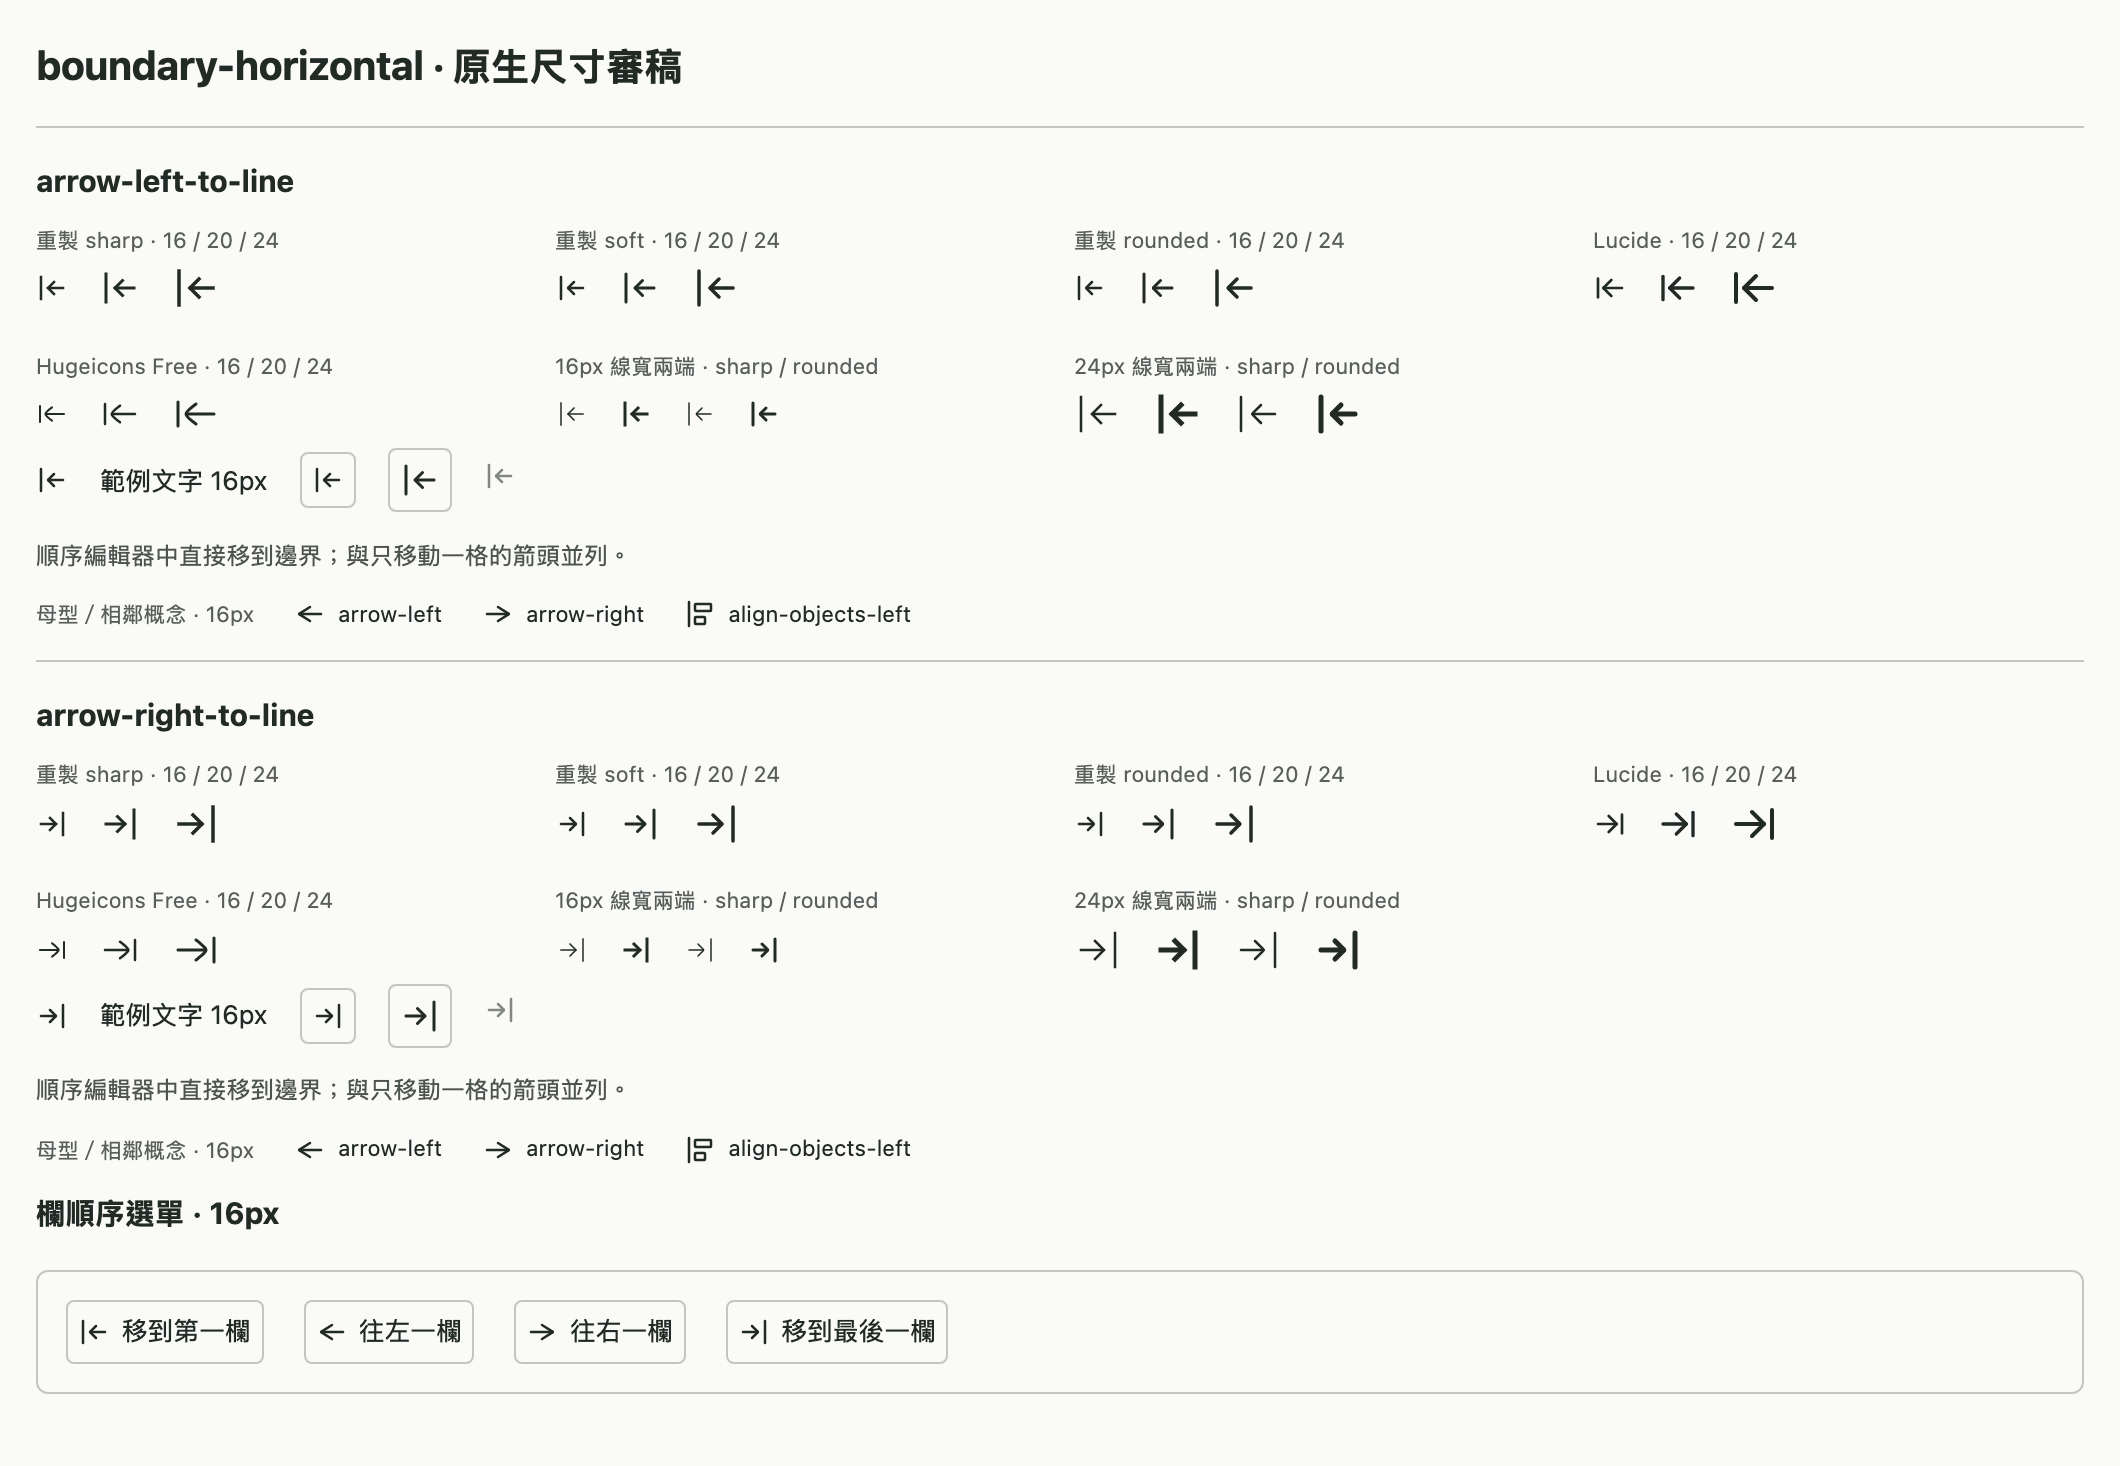 boundary-horizontal · 原生尺寸審稿
arrow-left-to-line
重製 sharp · 16 / 20 / 24
重製 soft · 16 / 20 / 24
重製 rounded · 16 / 20 / 24
Lucide · 16 / 20 / 24
Hugeicons Free · 16 / 20 / 24
16px 線寬兩端 · sharp / rounded
24px 線寬兩端 · sharp / rounded
範例文字 16px
順序編輯器中直接移到邊界；與只移動一格的箭頭並列。
母型 / 相鄰概念 · 16px
arrow-left
arrow-right
align-objects-left
arrow-right-to-line
重製 sharp · 16 / 20 / 24
重製 soft · 16 / 20 / 24
重製 rounded · 16 / 20 / 24
Lucide · 16 / 20 / 24
Hugeicons Free · 16 / 20 / 24
16px 線寬兩端 · sharp / rounded
24px 線寬兩端 · sharp / rounded
範例文字 16px
順序編輯器中直接移到邊界；與只移動一格的箭頭並列。
母型 / 相鄰概念 · 16px
arrow-left
arrow-right
align-objects-left
欄順序選單 · 16px
移到第一欄
往左一欄
往右一欄
移到最後一欄